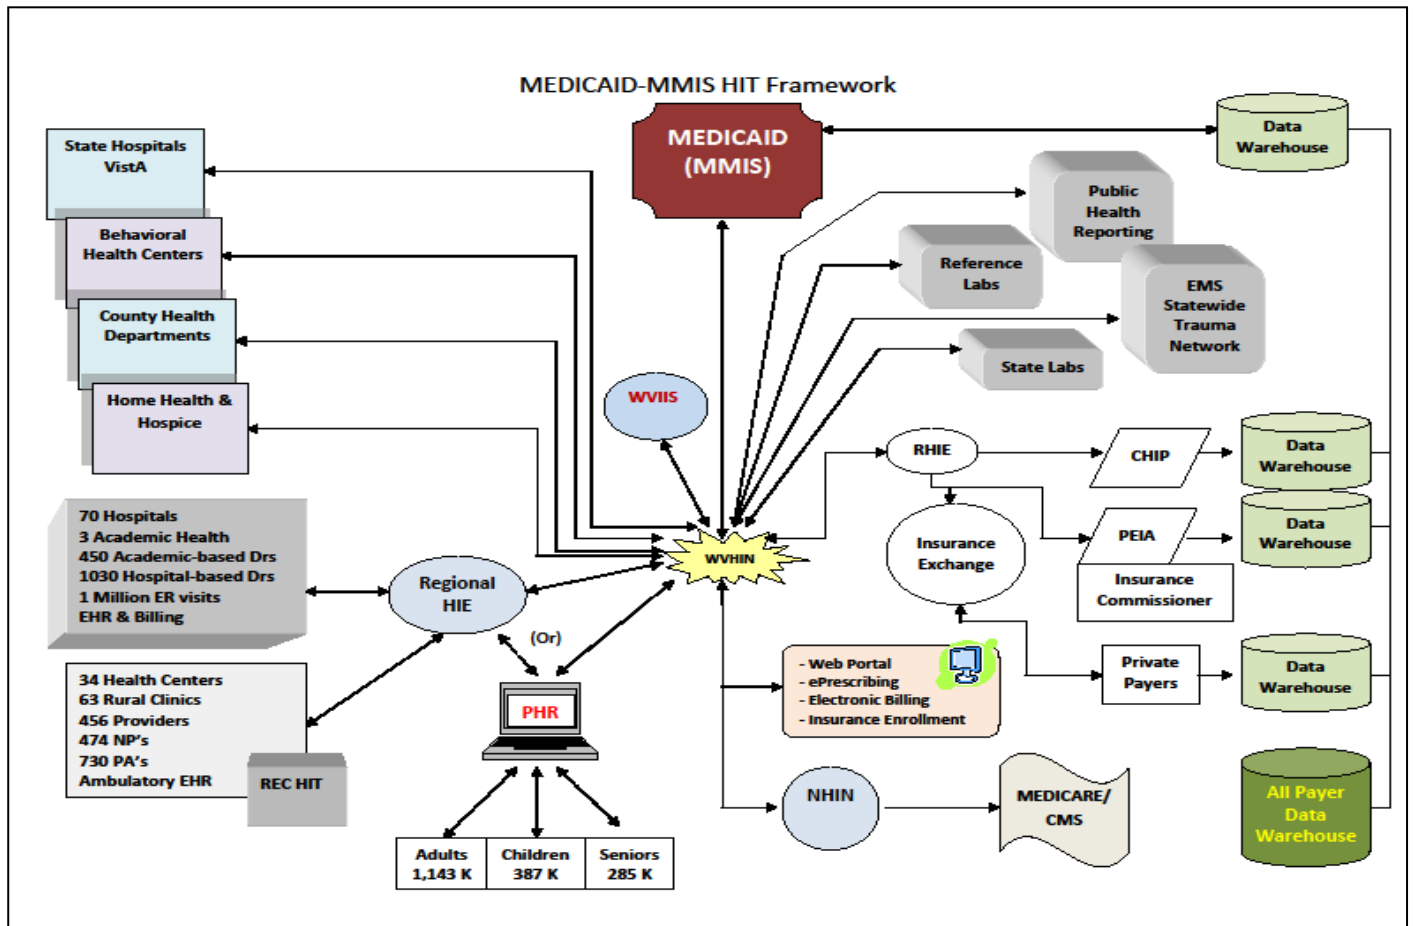 MEDICAID-MMIS HIT Framework
MEDICAID
(MMIS)
Data
Warehouse
State Hospitals
VistA
Public
Health
Reporting
Behavioral
Health Centers
Reference
Labs
EMS
Statewide
Trauma
Network
County Health
Departments
State Labs
Home Health &
Hospice
WVIIS
RHIE
CHIP
Data
Warehouse
70 Hospitals
3 Academic Health
450 Academic-based Drs
1030 Hospital-based Drs
1 Million ER visits
EHR & Billing
Regional
HIE
WVHIN
Insurance
Exchange
PEIA
Insurance
Commissioner
Data
Warehouse
(Or)
34 Health Centers
63 Rural Clinics
456 Providers
474 NP's
730 PA's
Ambulatory EHR
REC HIT
PHR
- Web Portal
- ePrescribing
- Electronic Billing
- Insurance Enrollment
Private
Payers
Data
Warehouse
NHIN
MEDICARE/
CMS
All Payer
Data
Warehouse
Adults
1,143 K
Children
387 K
Seniors
285 K